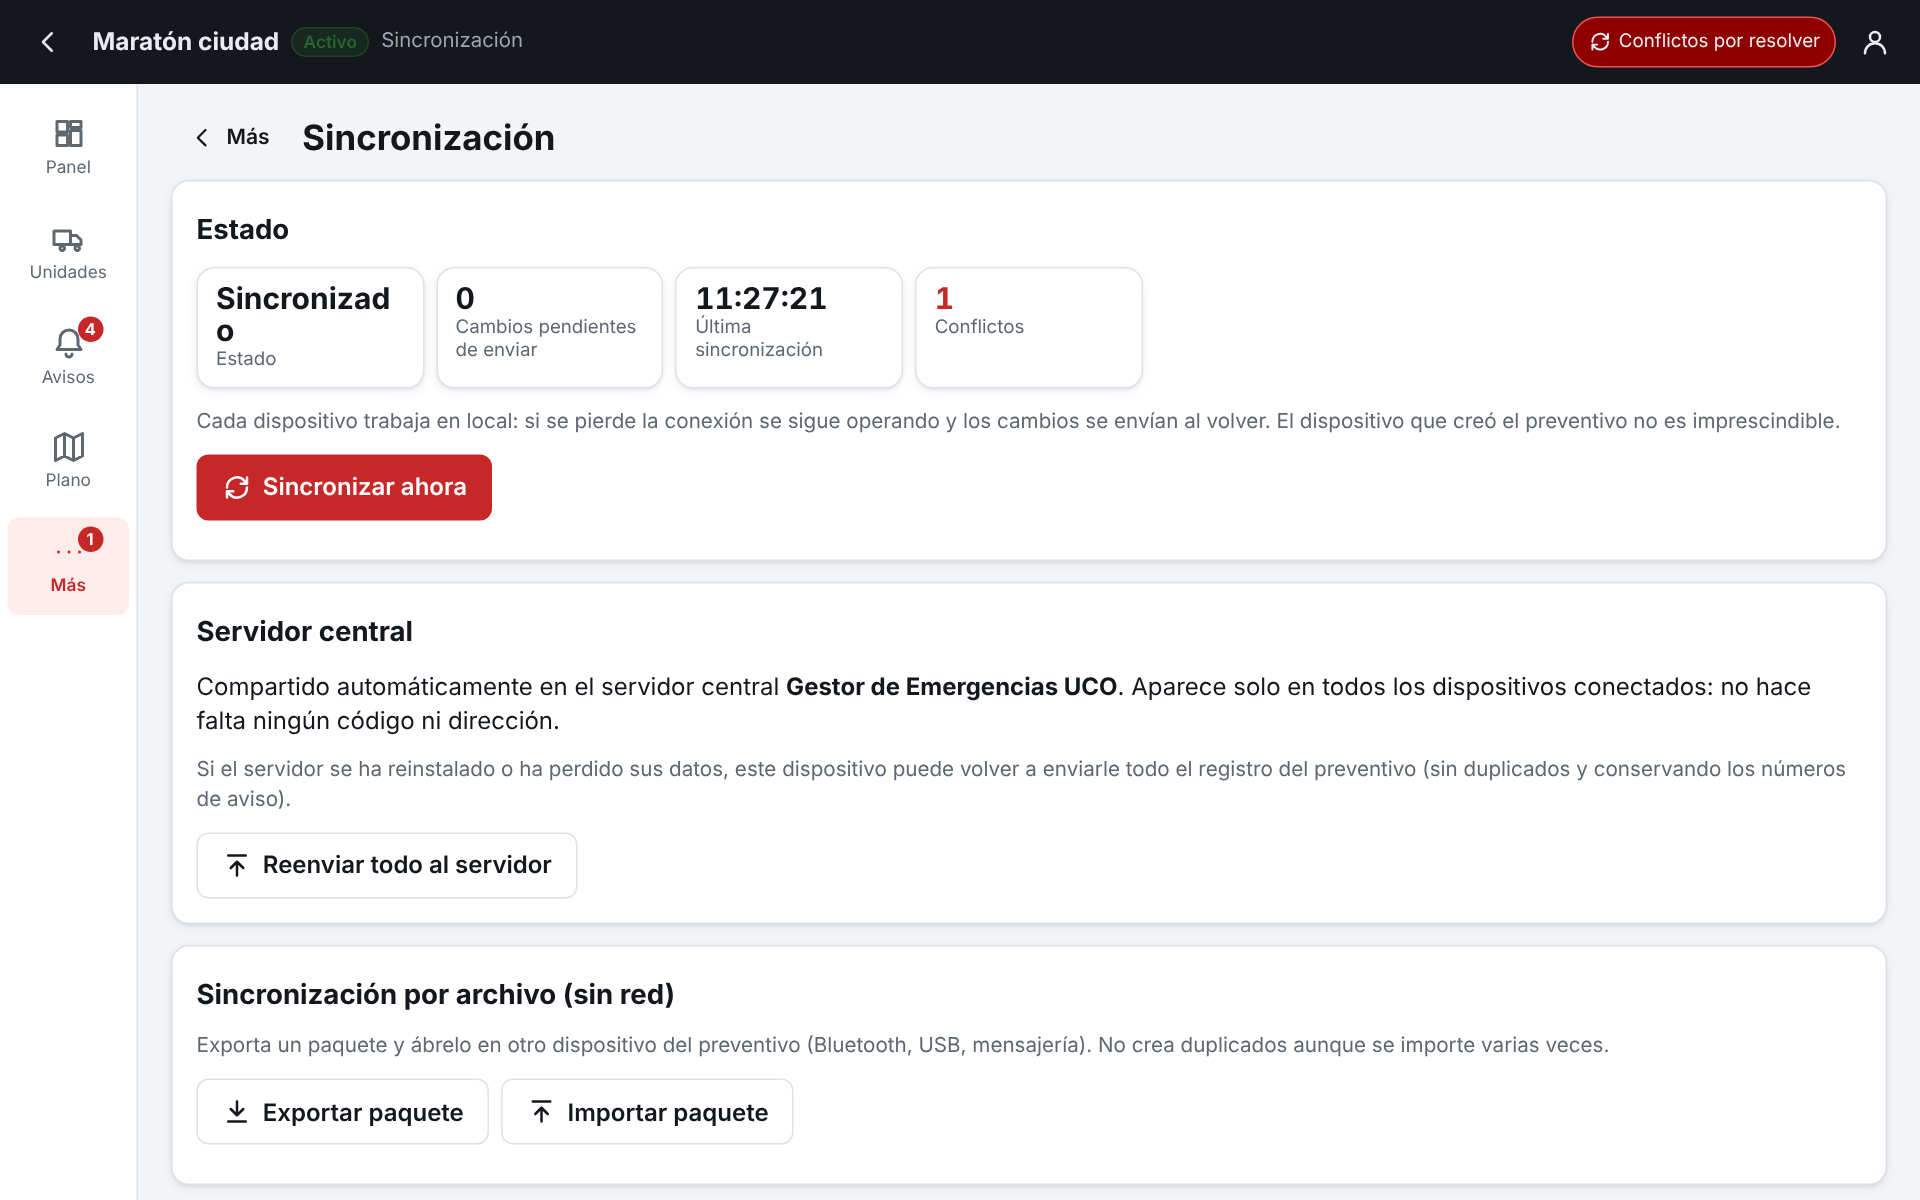 Maratón ciudad
Activo
Sincronización
Conflictos por resolver
Panel
Unidades
4
Avisos
Plano
1
Más
Más
Sincronización
Estado
Sincronizad
o
Estado
0
Cambios pendientes
de enviar
11:27:21
Última
sincronización
1
Conflictos
Cada dispositivo trabaja en local: si se pierde la conexión se sigue operando y los cambios se envían al volver. El dispositivo que creó el preventivo no es imprescindible.
Sincronizar ahora
Servidor central
Compartido automáticamente en el servidor central Gestor de Emergencias UCO. Aparece solo en todos los dispositivos conectados: no hace
falta ningún código ni dirección.
Si el servidor se ha reinstalado o ha perdido sus datos, este dispositivo puede volver a enviarle todo el registro del preventivo (sin duplicados y conservando los números
de aviso).
Reenviar todo al servidor
Sincronización por archivo (sin red)
Exporta un paquete y ábrelo en otro dispositivo del preventivo (Bluetooth, USB, mensajería). No crea duplicados aunque se importe varias veces.
Exportar paquete
Importar paquete